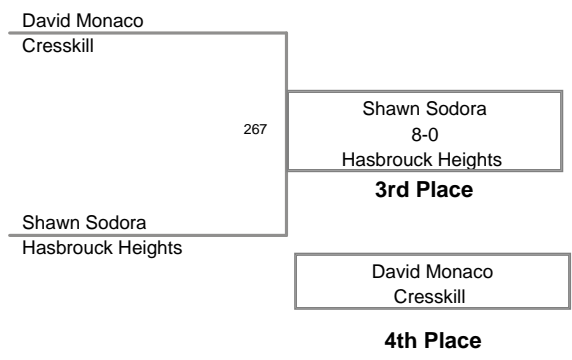 David Monaco
Cresskill
267
Shawn Sodora
8-0
Hasbrouck Heights
3rd Place
Shawn Sodora
Hasbrouck Heights
David Monaco
Cresskill
4th Place